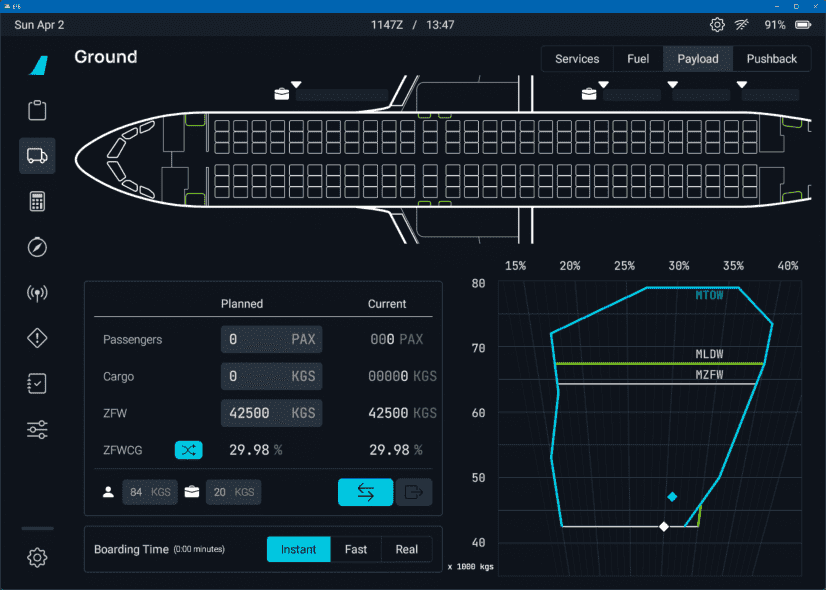 EFB
Sun Apr 2 1147Z / 13:47 91%
Ground
Services Fuel Payload Pushback
15% 20% 25% 30% 35% 40%
80
70
60
50
40
x 1000 kgs
MTOW
MLDW
MZFW
Planned Current
Passengers 0 PAX 000 PAX
Cargo 0 KGS 00000 KGS
ZFW 42500 KGS 42500 KGS
ZFWCG 29.98 % 29.98 %
84 KGS 20 KGS
Boarding Time (0:00 minutes) Instant Fast Real